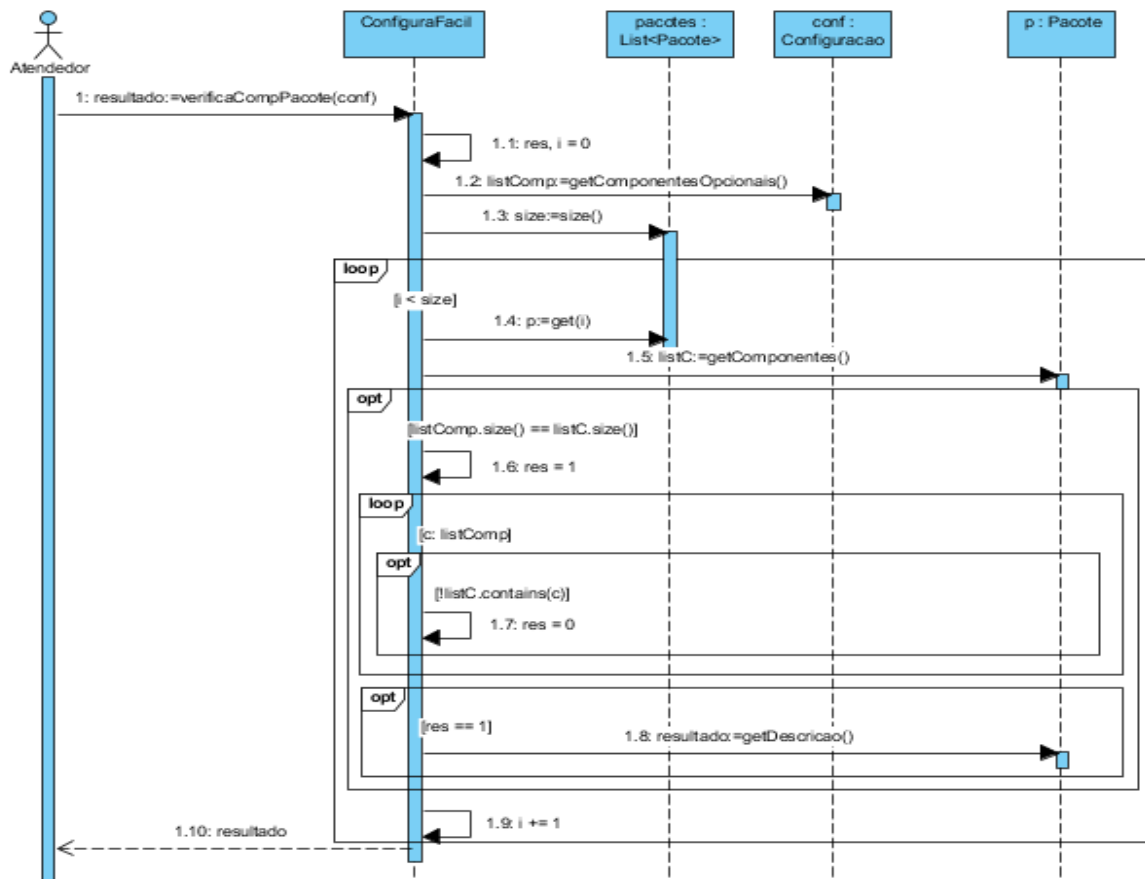 ConfiguraFacil
pacotes :
List<Pacote>
conf :
Configuracao
p : Pacote
Atendedor
1: resultado:=verificaCompPacote(conf)
1.1: res, i = 0
1.2: listComp:=getComponentesOpcionais()
1.3: size:=size()
loop
[i < size]
1.4: p:=get(i)
1.5: listC:=getComponentes()
opt
[listComp.size() == listC.size()]
1.6: res = 1
loop
[c: listComp]
opt
[!listC.contains(c)]
1.7: res = 0
opt
[res == 1]
1.8: resultado:=getDescricao()
1.9: i += 1
1.10: resultado